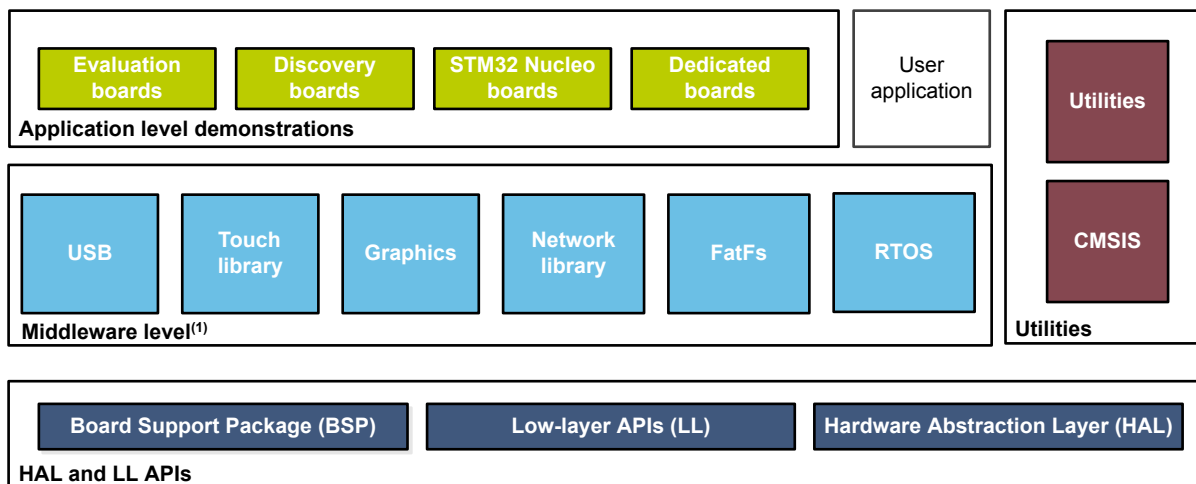 Evaluation
boards
Discovery
boards
STM32 Nucleo
boards
Dedicated
boards
Application level demonstrations
User
application
Utilities
CMSIS
Utilities
USB
Touch
library
Graphics
Network
library
FatFs
RTOS
Middleware level(1)
Board Support Package (BSP)
Low-layer APIs (LL)
Hardware Abstraction Layer (HAL)
HAL and LL APIs